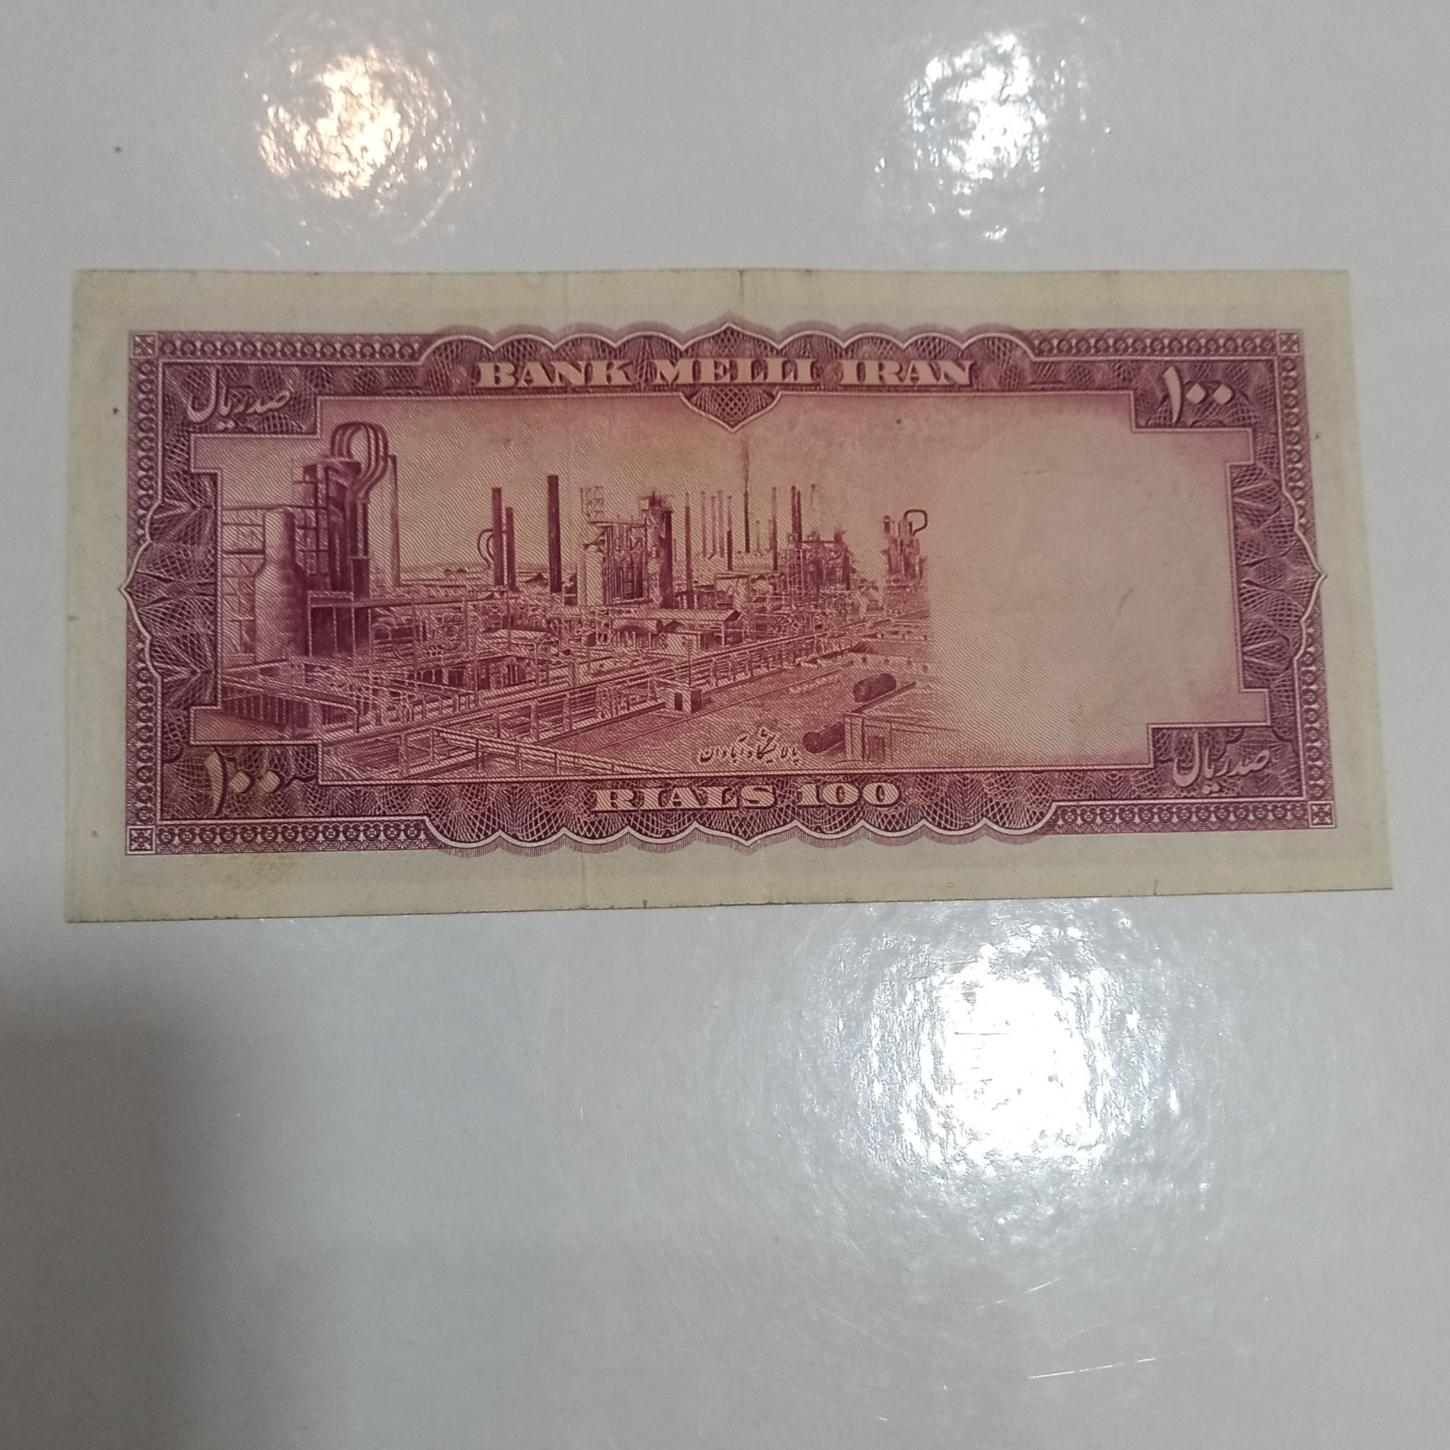 BANK MELLI IRAN
صد ریال
۱۰۰
پالایشگاه آبادان
۱۰۰
RIALS 100
صد ریال